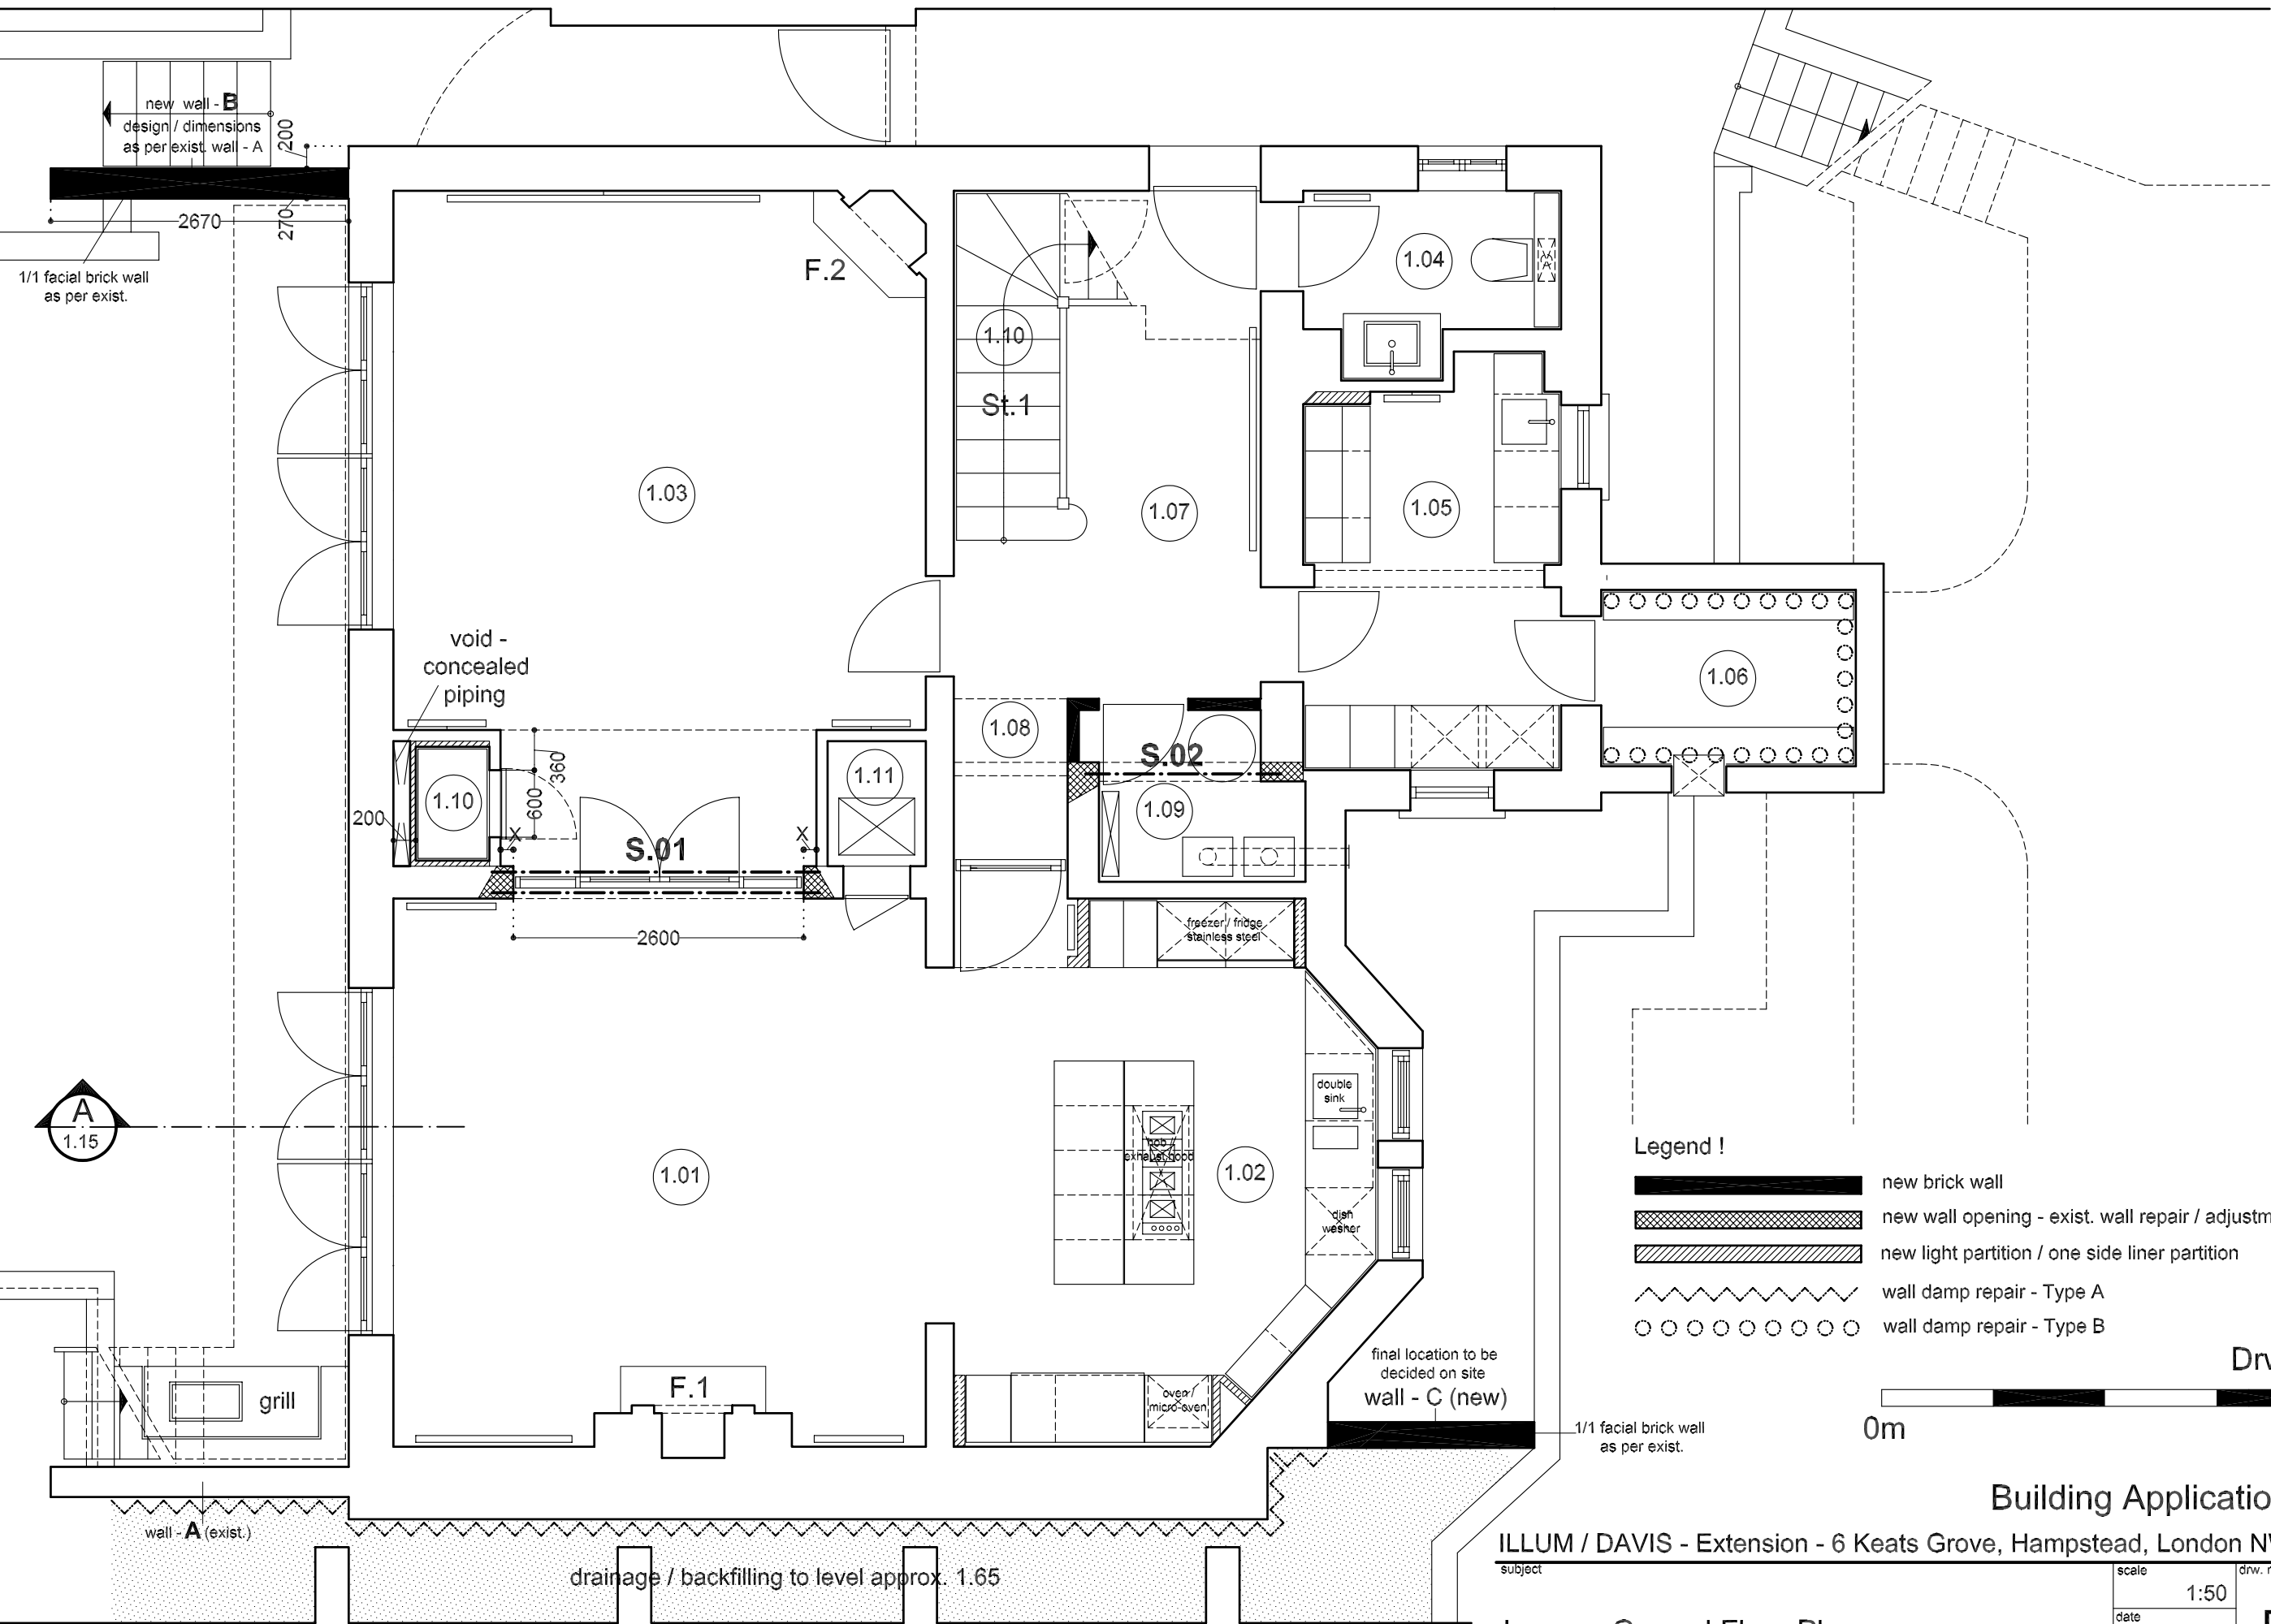 new wall - B
design / dimensions
as per exist. wall - A
200
2670
270
1/1 facial brick wall
as per exist.
F.2
1.04
1.10
St.1
1.03
1.07
1.05
void -
concealed
piping
1.06
1.08
360
S.02
1.11
1.10
600
200
1.09
X
X
S.01
freezer / fridge
stainless steel
2600
double
sink
A
1.15
hob /
exhaust hood
Legend !
1.01
1.02
new brick wall
dish
washer
new wall opening - exist. wall repair / adjustm
new light partition / one side liner partition
wall damp repair - Type A
wall damp repair - Type B
final location to be
decided on site
wall - C (new)
F.1
grill
oven /
micro-oven
0m
1/1 facial brick wall
as per exist.
Building Applicatio
wall - A (exist.)
ILLUM / DAVIS - Extension - 6 Keats Grove, Hampstead, London
drainage / backfilling to level approx. 1.65
subject
scale
drw.
1:50
date